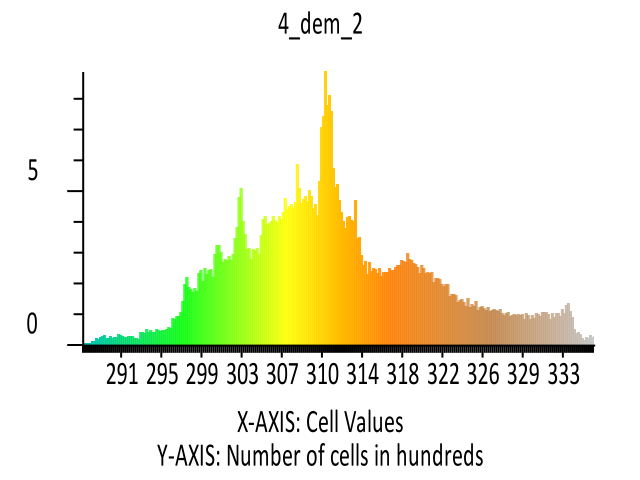 4_dem_2
5
0
291 295 299 303 307 310 314 318 322 326 329 333
X-AXIS: Cell Values
Y-AXIS: Number of cells in hundreds